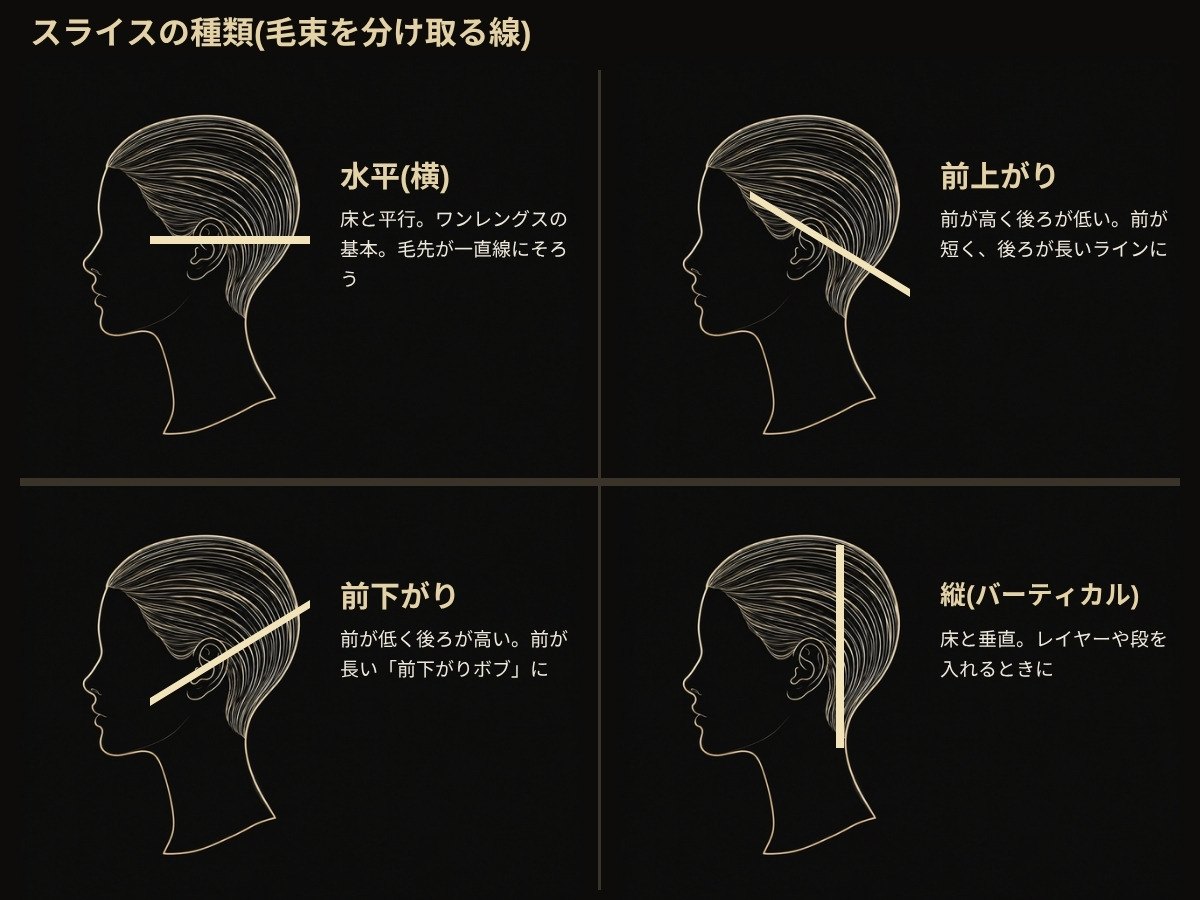 スライスの種類(毛束を分け取る線)
水平(横)
床と平行。ワンレングスの
基本。毛先が一直線にそろ
う
前上がり
前が高く後ろが低い。前が
短く、後ろが長いラインに
前下がり
前が低く後ろが高い。前が
長い「前下がりボブ」に
縦(バーティカル)
床と垂直。レイヤーや段を
入れるときに